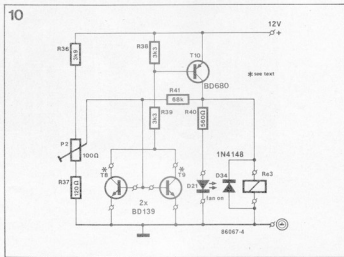 10
12V
R36
3k9
R38
3k3
T10
BD680
* see text
R41
68k
R39
3k3
R40
560Ω
P2
100Ω
1N4148
R37
120Ω
*
T8
*
T9
D21
fan on
D34
Re3
2x
BD139
86067-4